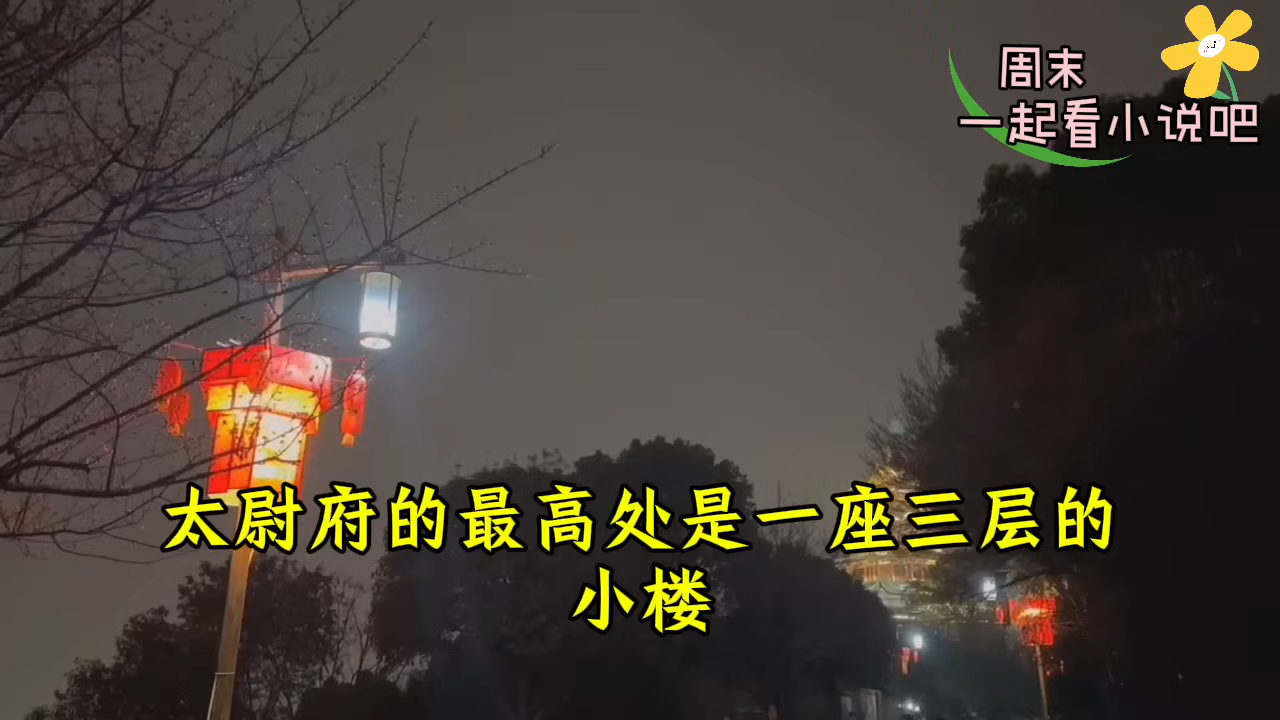 周末
一起看小说吧
太尉府的最高处是一座三层的
小楼